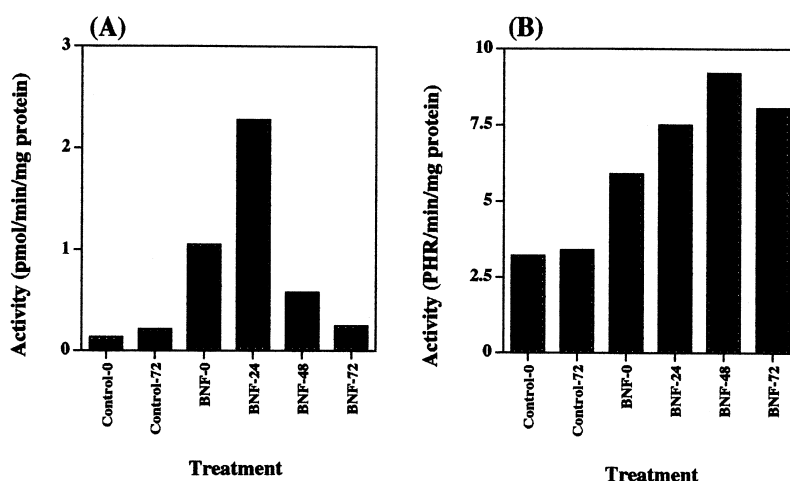 (A)
Activity (pmol/min/mg protein)
3
2
1
0
Control-0
Control-72
BNF-0
BNF-24
BNF-48
BNF-72
Treatment
(B)
Activity (PHR/min/mg protein)
10
7.5
5
2.5
0
Control-0
Control-72
BNF-0
BNF-24
BNF-48
BNF-72
Treatment